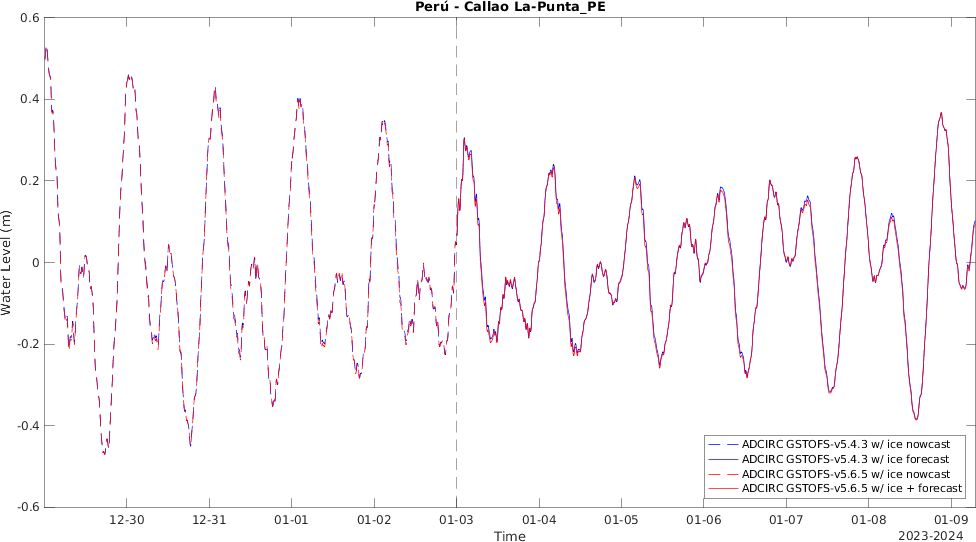 Perú - Callao La-Punta_PE
Water Level (m)
0.6
0.4
0.2
0
-0.2
-0.4
-0.6
ADCIRC GSTOFS-v5.4.3 w/ ice nowcast
ADCIRC GSTOFS-v5.4.3 w/ ice forecast
ADCIRC GSTOFS-v5.6.5 w/ ice nowcast
ADCIRC GSTOFS-v5.6.5 w/ ice + forecast
12-30 12-31 01-01 01-02 01-03 01-04 01-05 01-06 01-07 01-08 01-09
Time
2023-2024